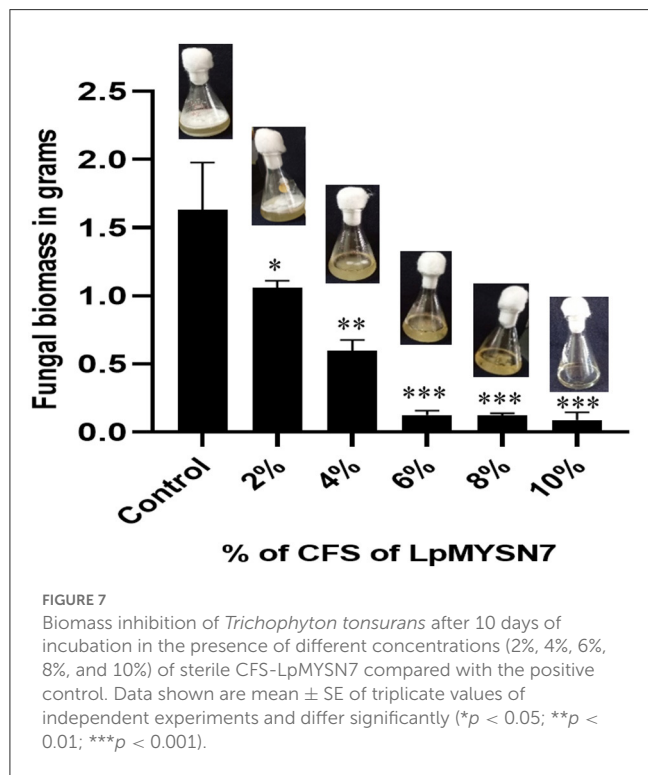 2.5
2.0
1.5
1.0
0.5
0.0
Fungal biomass in grams
*
**
***
***
***
Control
2%
4%
6%
8%
10%
% of CFS of LpMYSN7
FIGURE 7
Biomass inhibition of Trichophyton tonsurans after 10 days of
incubation in the presence of different concentrations (2%, 4%, 6%,
8%, and 10%) of sterile CFS-LpMYSN7 compared with the positive
control. Data shown are mean ± SE of triplicate values of
independent experiments and differ significantly (*p < 0.05; **p <
0.01; ***p < 0.001).